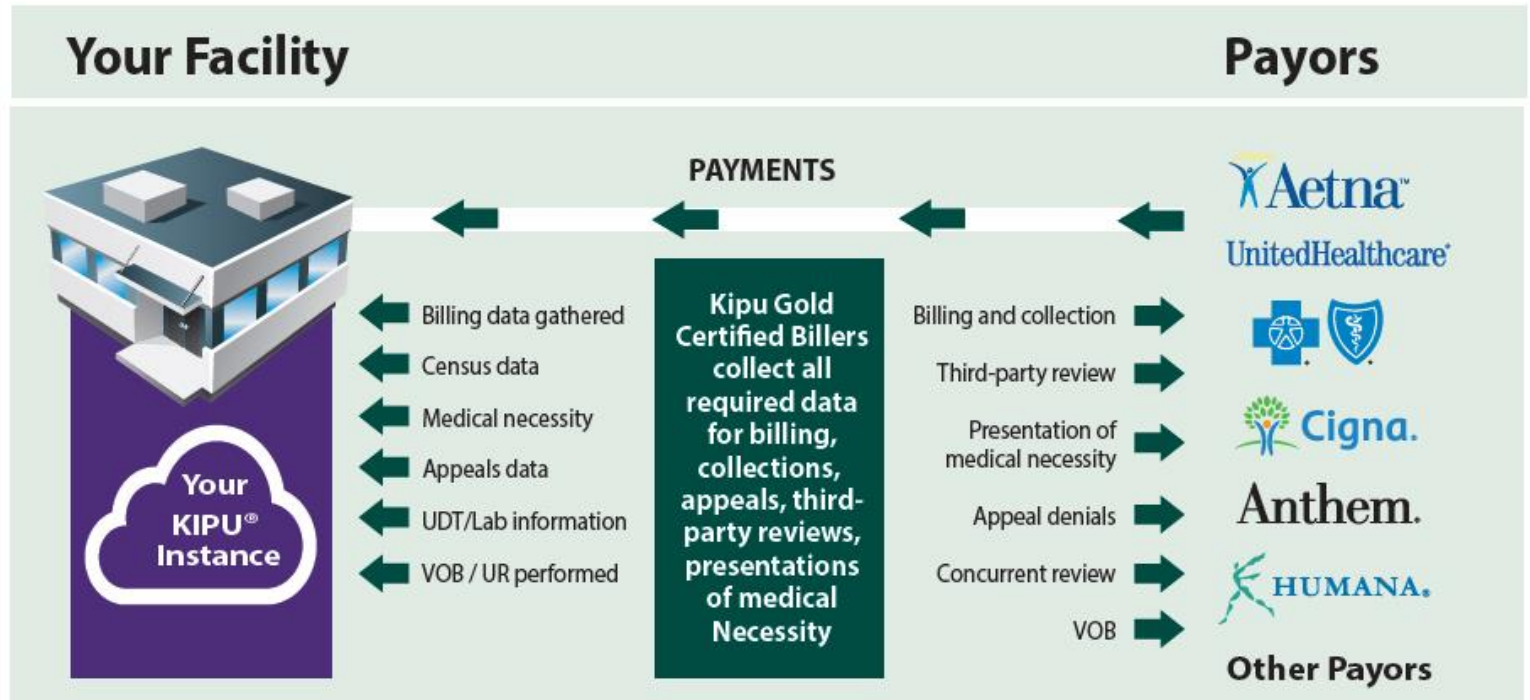 Your Facility
Payors
PAYMENTS
Aetna™
UnitedHealthcare®
Billing data gathered
Census data
Medical necessity
Appeals data
UDT/Lab information
VOB / UR performed
Your
KIPU®
Instance
Kipu Gold
Certified Billers
collect all
required data
for billing,
collections,
appeals, third-
party reviews,
presentations
of medical
Necessity
Billing and collection
Third-party review
Presentation of
medical necessity
Appeal denials
Concurrent review
VOB
Cigna.
Anthem.
HUMANA®
Other Payors